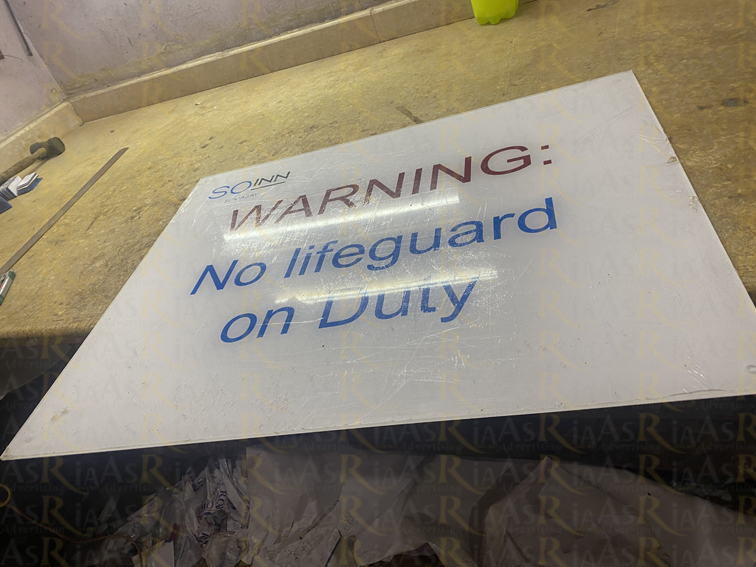 SOINN
WARNING:
No lifeguard
on Duty